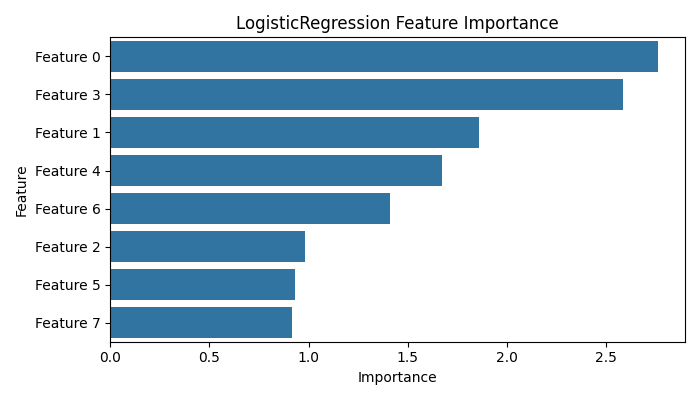 LogisticRegression Feature Importance
Feature 0
Feature 3
Feature 1
Feature 4
Feature 6
Feature 2
Feature 5
Feature 7
Feature
0.0 0.5 1.0 1.5 2.0 2.5
Importance